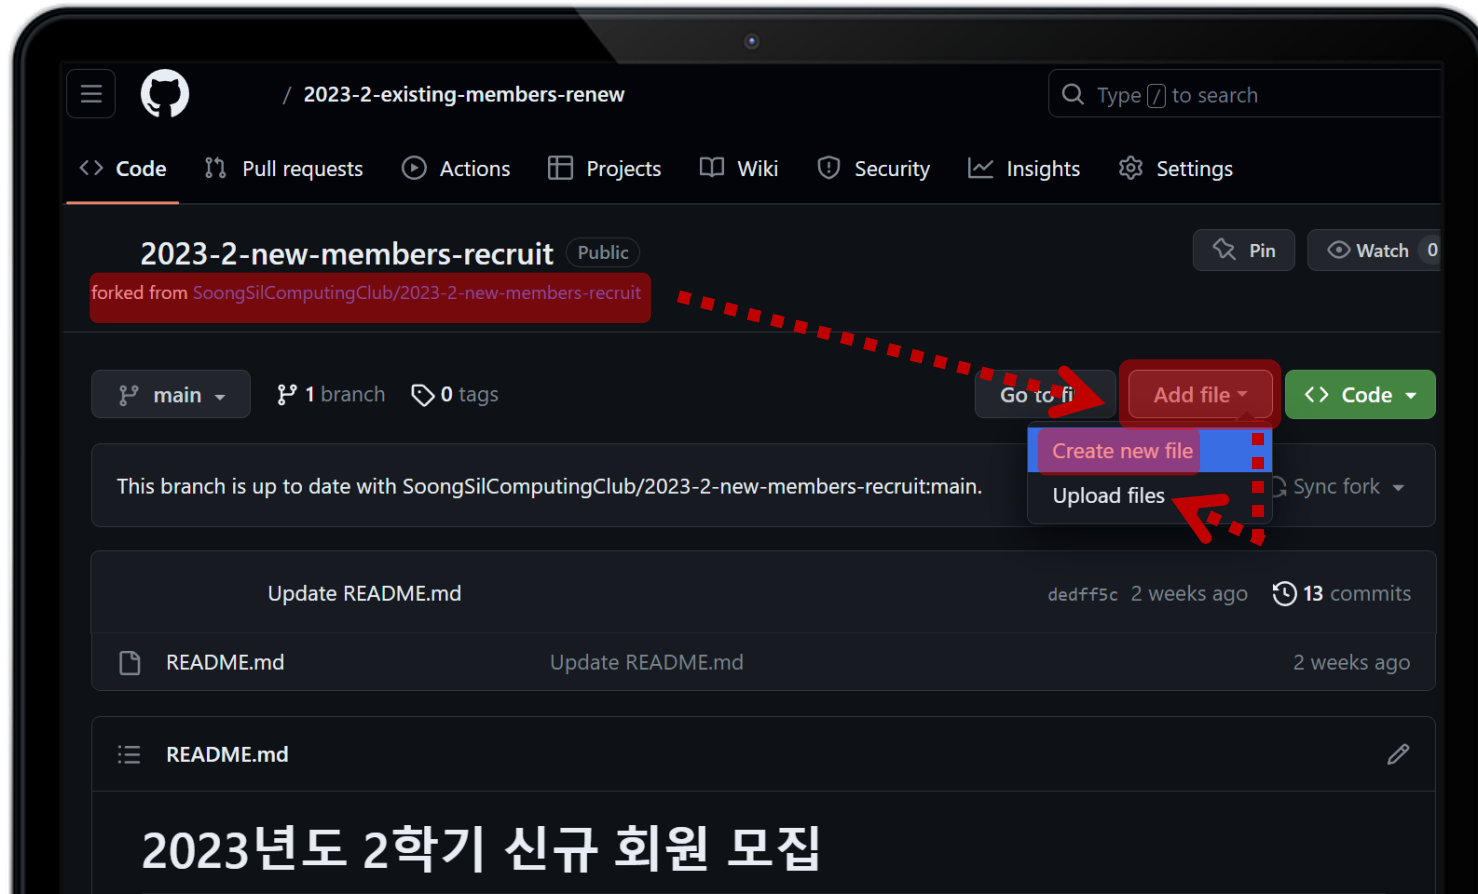 / 2023-2-existing-members-renew
Type / to search
<> Code Pull requests Actions Projects Wiki Security Insights Settings
2023-2-new-members-recruit Public
Pin Watch 0
forked from SoongSilComputingClub/2023-2-new-members-recruit
main 1 branch 0 tags
Go to fi Add file <> Code
Create new file
This branch is up to date with SoongSilComputingClub/2023-2-new-members-recruit:main.
Upload files
Sync fork
Update README.md dedff5c 2 weeks ago 13 commits
README.md Update README.md 2 weeks ago
README.md
2023년도 2학기 신규 회원 모집